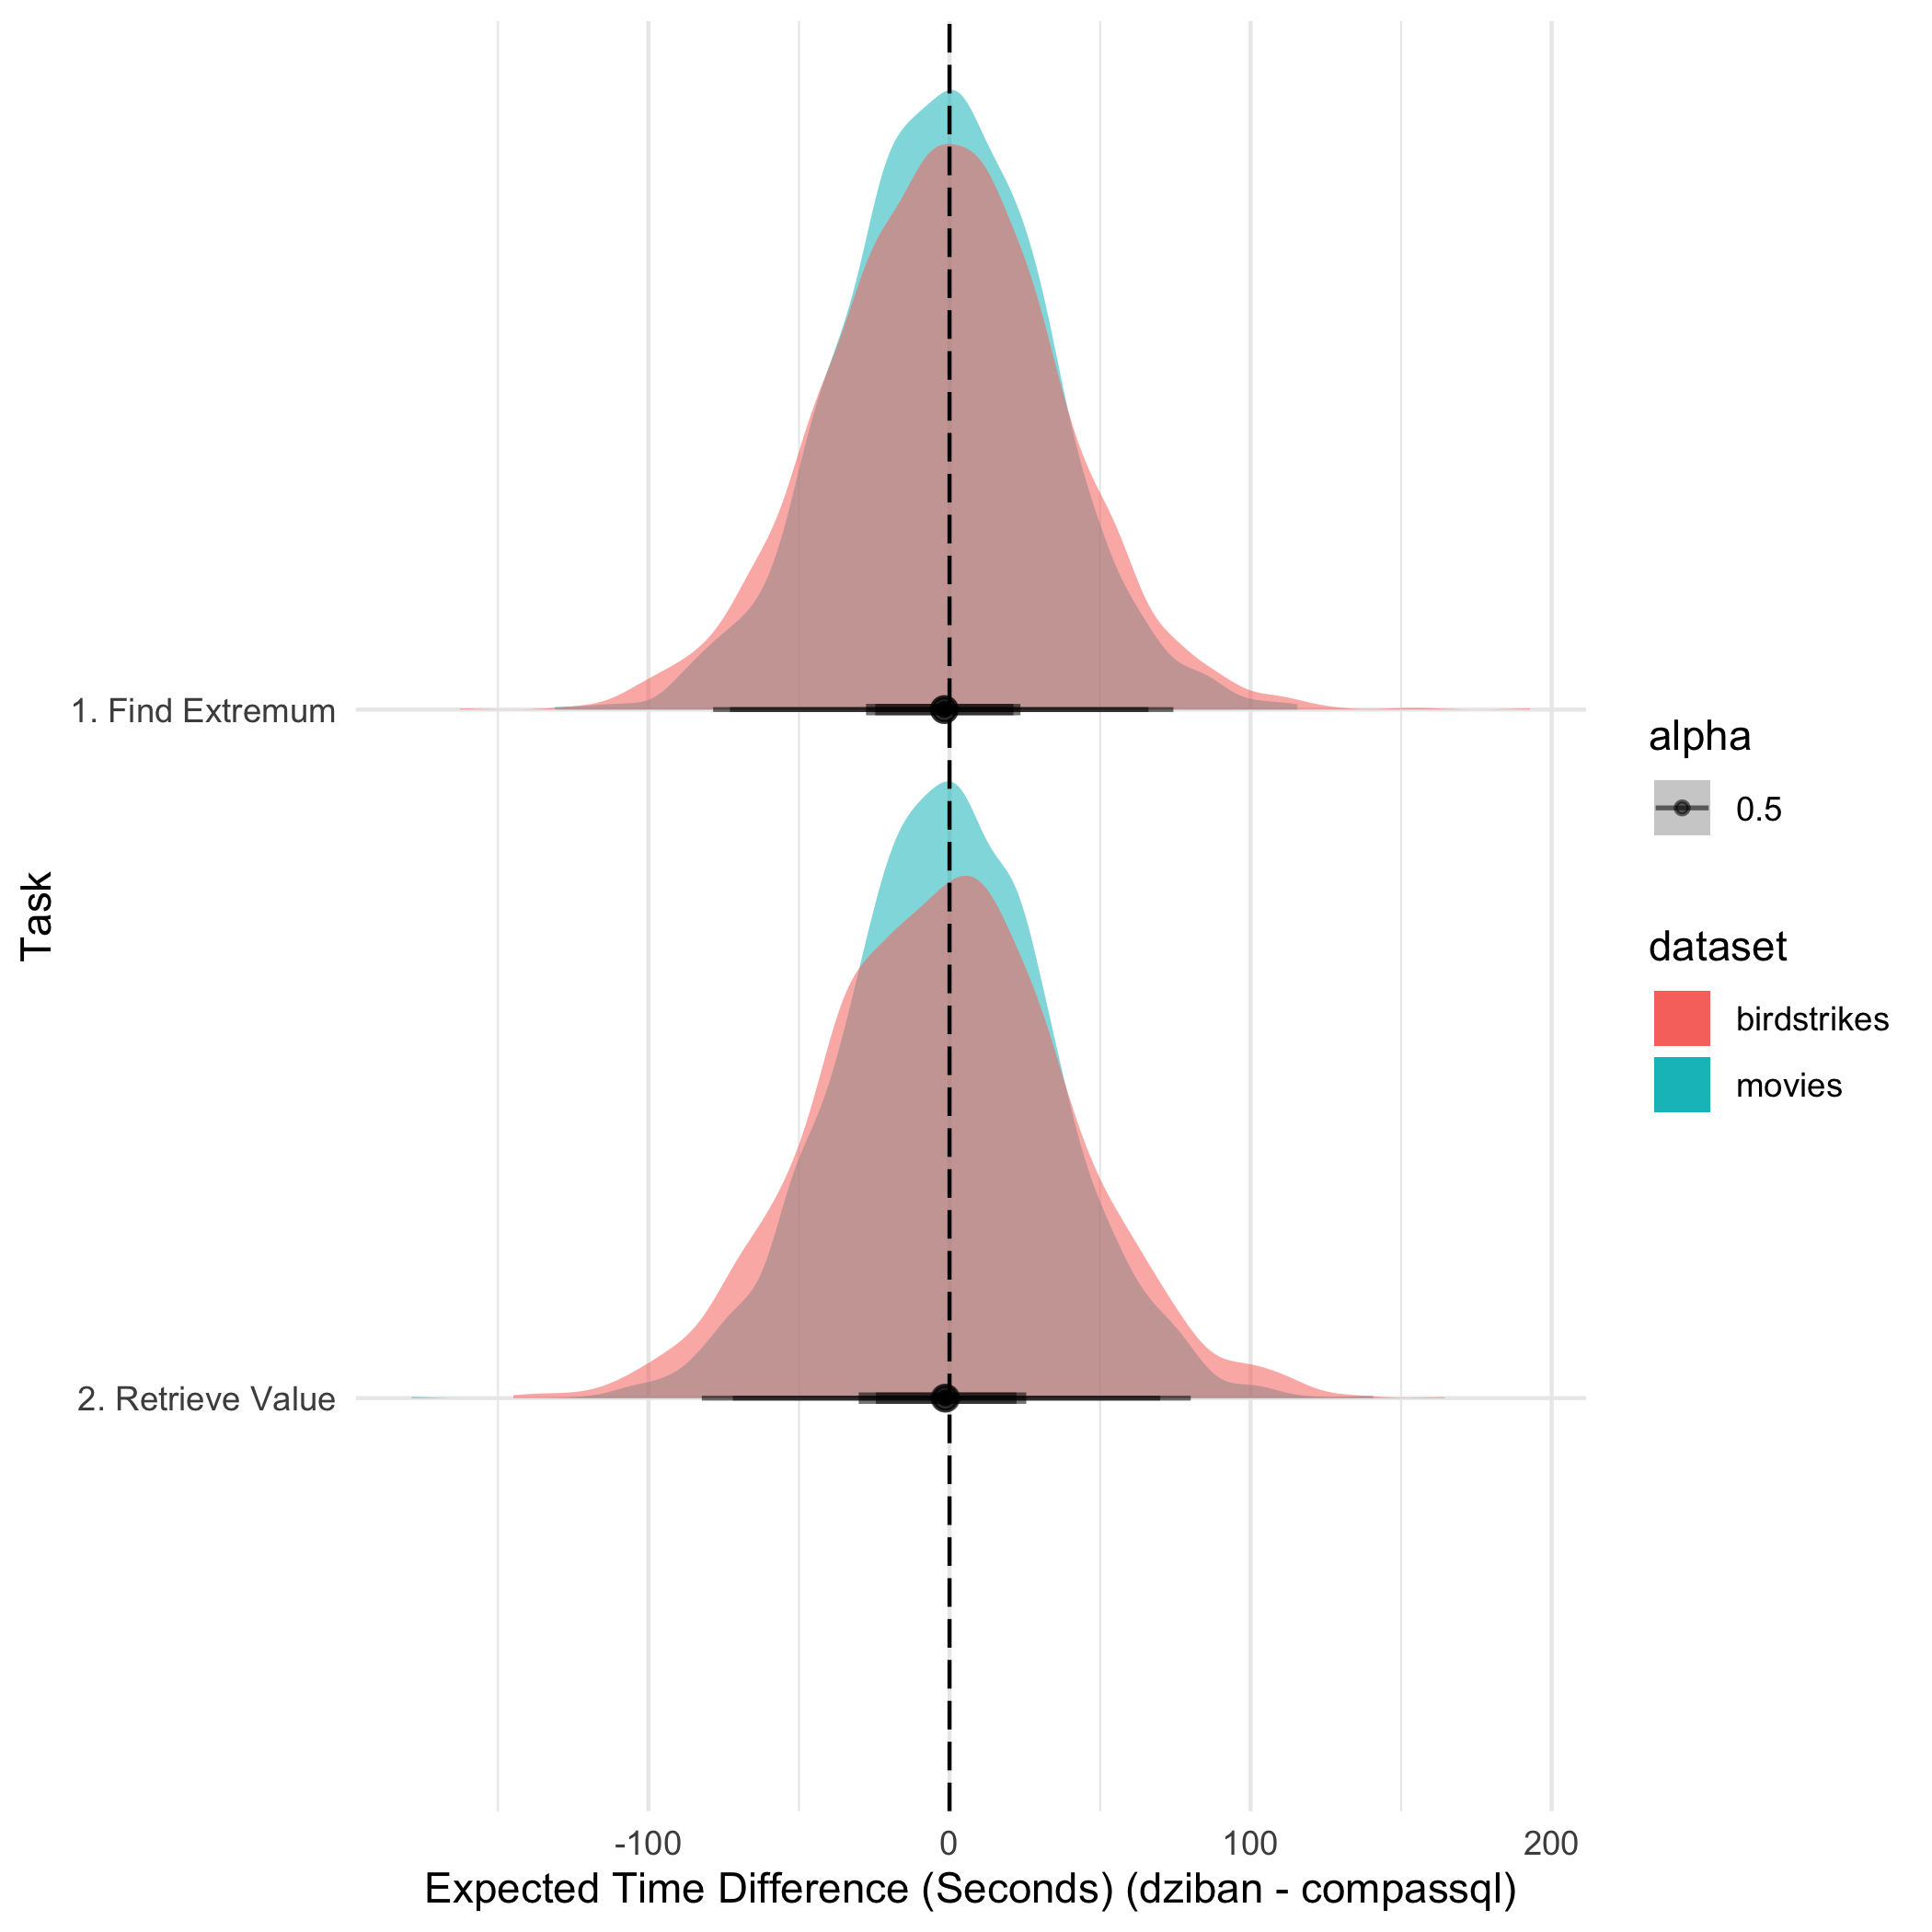 1. Find Extremum
2. Retrieve Value
Task
-100
0
100
200
Expected Time Difference (Seconds) (dziban - compassql)
alpha
0.5
dataset
birdstrikes
movies